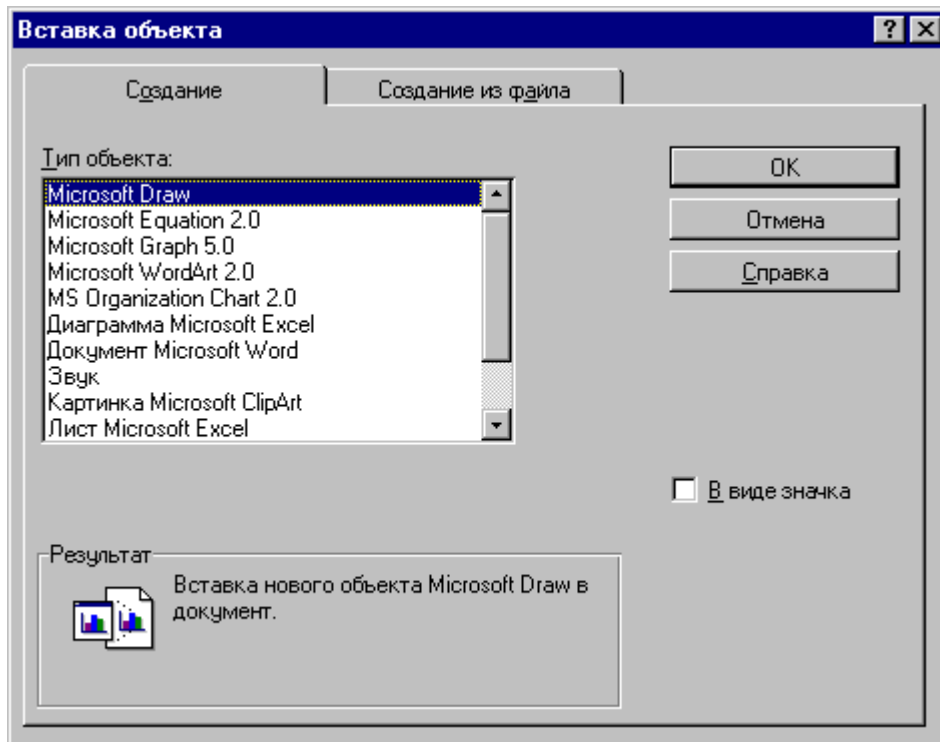 Вставка объекта
Создание
Создание из файла
Тип объекта:
Microsoft Draw
Microsoft Equation 2.0
Microsoft Graph 5.0
Microsoft WordArt 2.0
MS Organization Chart 2.0
Диаграмма Microsoft Excel
Документ Microsoft Word
Звук
Картинка Microsoft ClipArt
Лист Microsoft Excel
OK
Отмена
Справка
В виде значка
Результат
Вставка нового объекта Microsoft Draw в
документ.